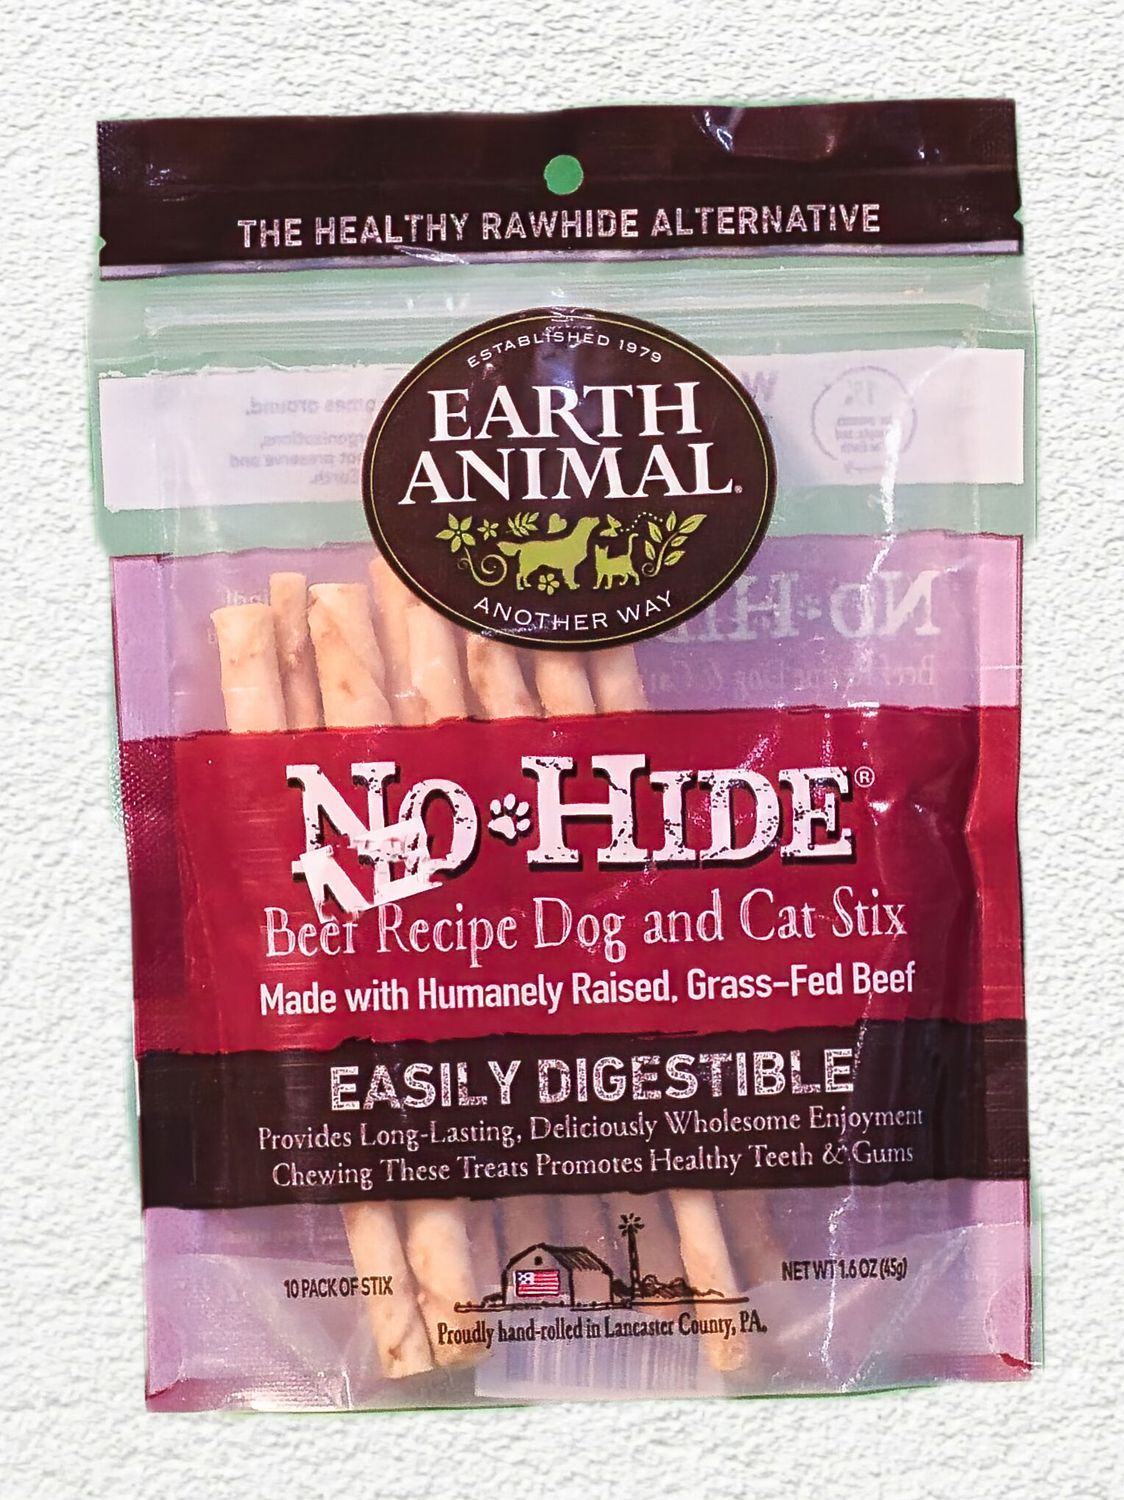 THE HEALTHY RAWHIDE ALTERNATIVE
ESTABLISHED 1979
EARTH
ANIMAL®
ANOTHER WAY
No Hide®
Beef Recipe Dog and Cat Stix
Made with Humanely Raised, Grass-Fed Beef
EASILY DIGESTIBLE
Provides Long-Lasting, Deliciously Wholesome Enjoyment
Chewing These Treats Promotes Healthy Teeth & Gums
10 PACK OF STIX
NET WT 1.6 OZ (45g)
Proudly hand-rolled in Lancaster County, PA.